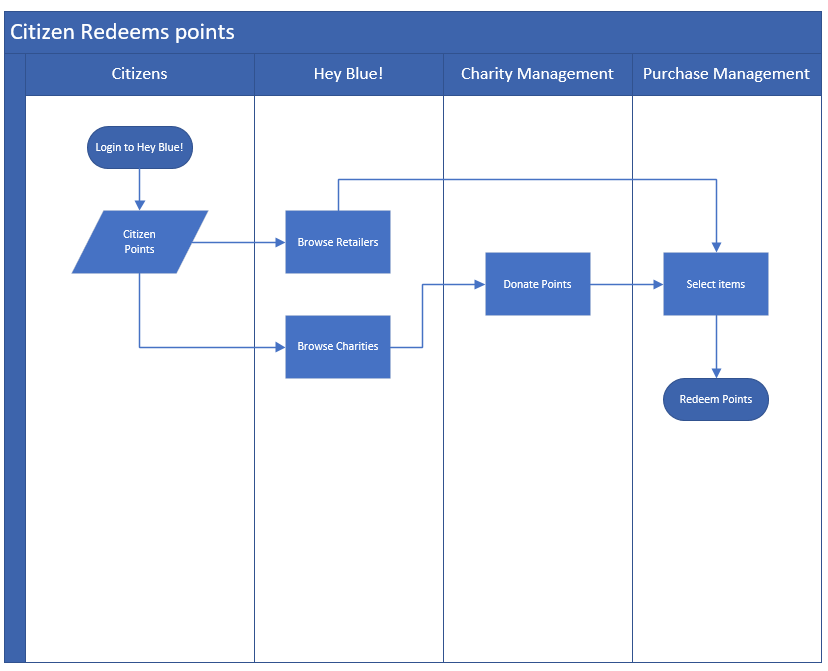 Citizen Redeems points
Citizens
Hey Blue!
Charity Management
Purchase Management
Login to Hey Blue!
Citizen
Points
Browse Retailers
Donate Points
Select items
Browse Charities
Redeem Points